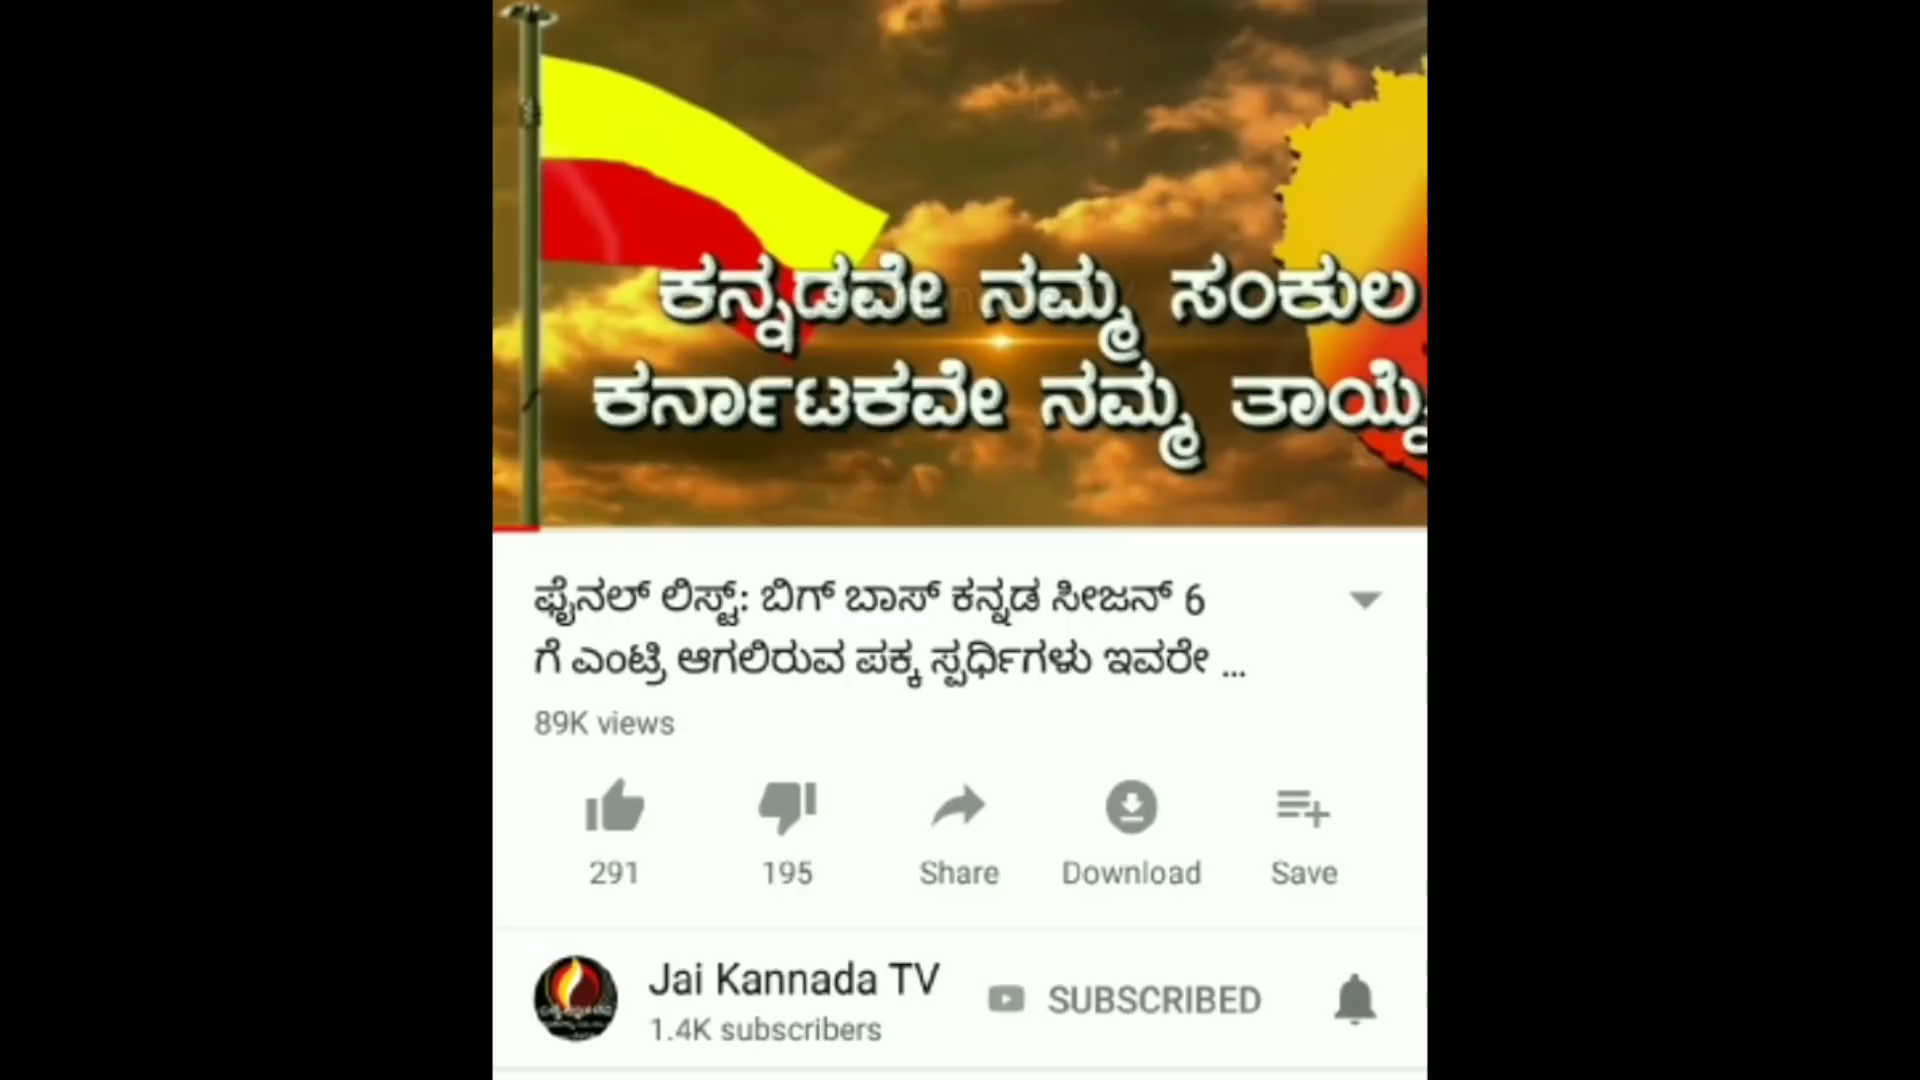 ಕನ್ನಡವೇ ನಮ್ಮ ಸಂಕುಲ
ಕರ್ನಾಟಕವೇ ನಮ್ಮ
ಫೈನಲ್ ಲಿಸ್ಟ್: ಬಿಗ್ ಬಾಸ್ ಕನ್ನಡ ಸೀಜನ್ 6
ಗೆ ಎಂಟ್ರಿ ಆಗಲಿರುವ ಪಕ್ಕ ಸ್ಪರ್ಧಿಗಳು ಇವರೇ ...
89K views
291
195
Share
Download
Save
Jai Kannada TV
SUBSCRIBED
1.4K subscribers